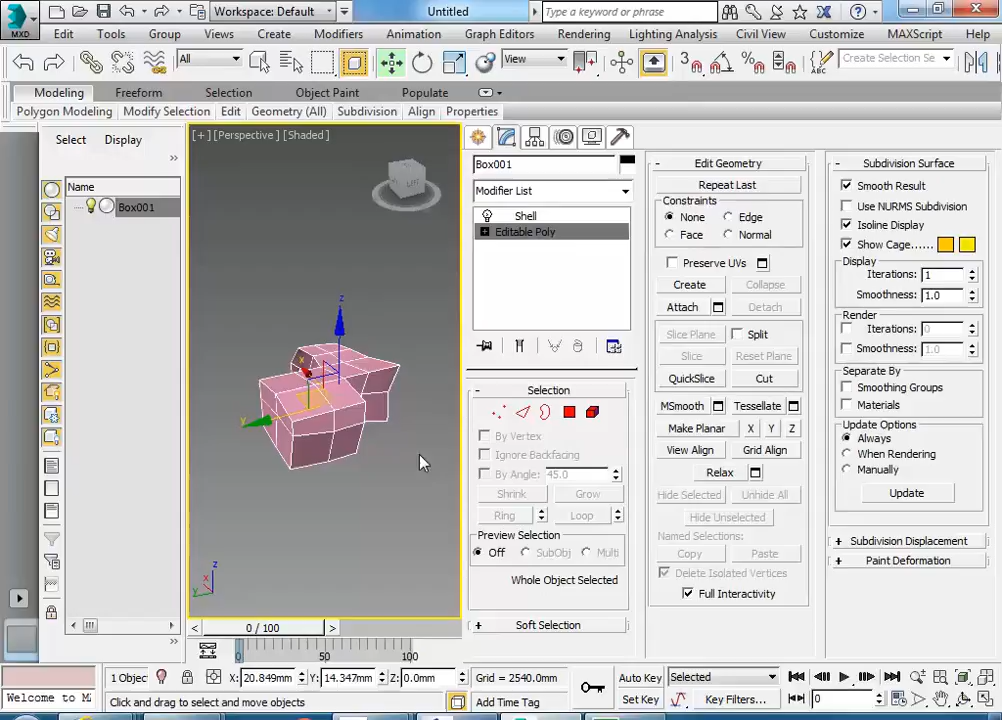 Workspace: Default
Untitled
Type a keyword or phrase
MXD
Edit Tools Group Views Create Modifiers Animation Graph Editors Rendering Lighting Analysis Civil View Customize MAXScript Help
All
View
Create Selection Se
Modeling Freeform Selection Object Paint Populate
Polygon Modeling Modify Selection Edit Geometry (All) Subdivision Align Properties
Select Display
Name
Box001
[+] [Perspective] [Shaded]
z
x
y
z
x
y
Box001
Modifier List
Shell
Editable Poly
Selection
By Vertex
Ignore Backfacing
By Angle: 45.0
Shrink Grow
Ring Loop
Preview Selection
Off SubObj Multi
Whole Object Selected
Soft Selection
Edit Geometry
Repeat Last
Constraints
None Edge
Face Normal
Preserve UVs
Create Collapse
Attach Detach
Slice Plane Split
Slice Reset Plane
QuickSlice Cut
MSmooth Tessellate
Make Planar X Y Z
View Align Grid Align
Relax
Hide Selected Unhide All
Hide Unselected
Named Selections:
Copy Paste
Delete Isolated Vertices
Full Interactivity
Subdivision Surface
Smooth Result
Use NURMS Subdivision
Isoline Display
Show Cage......
Display
Iterations: 1
Smoothness: 1.0
Render
Iterations: 0
Smoothness: 1.0
Separate By
Smoothing Groups
Materials
Update Options
Always
When Rendering
Manually
Update
Subdivision Displacement
Paint Deformation
0 / 100
0 50 100
1 Object X: 20.849mm Y: 14.347mm Z: 0.0mm Grid = 2540.0mm
Auto Key Selected
Welcome to M
Click and drag to select and move objects
Add Time Tag
Set Key Key Filters... 0